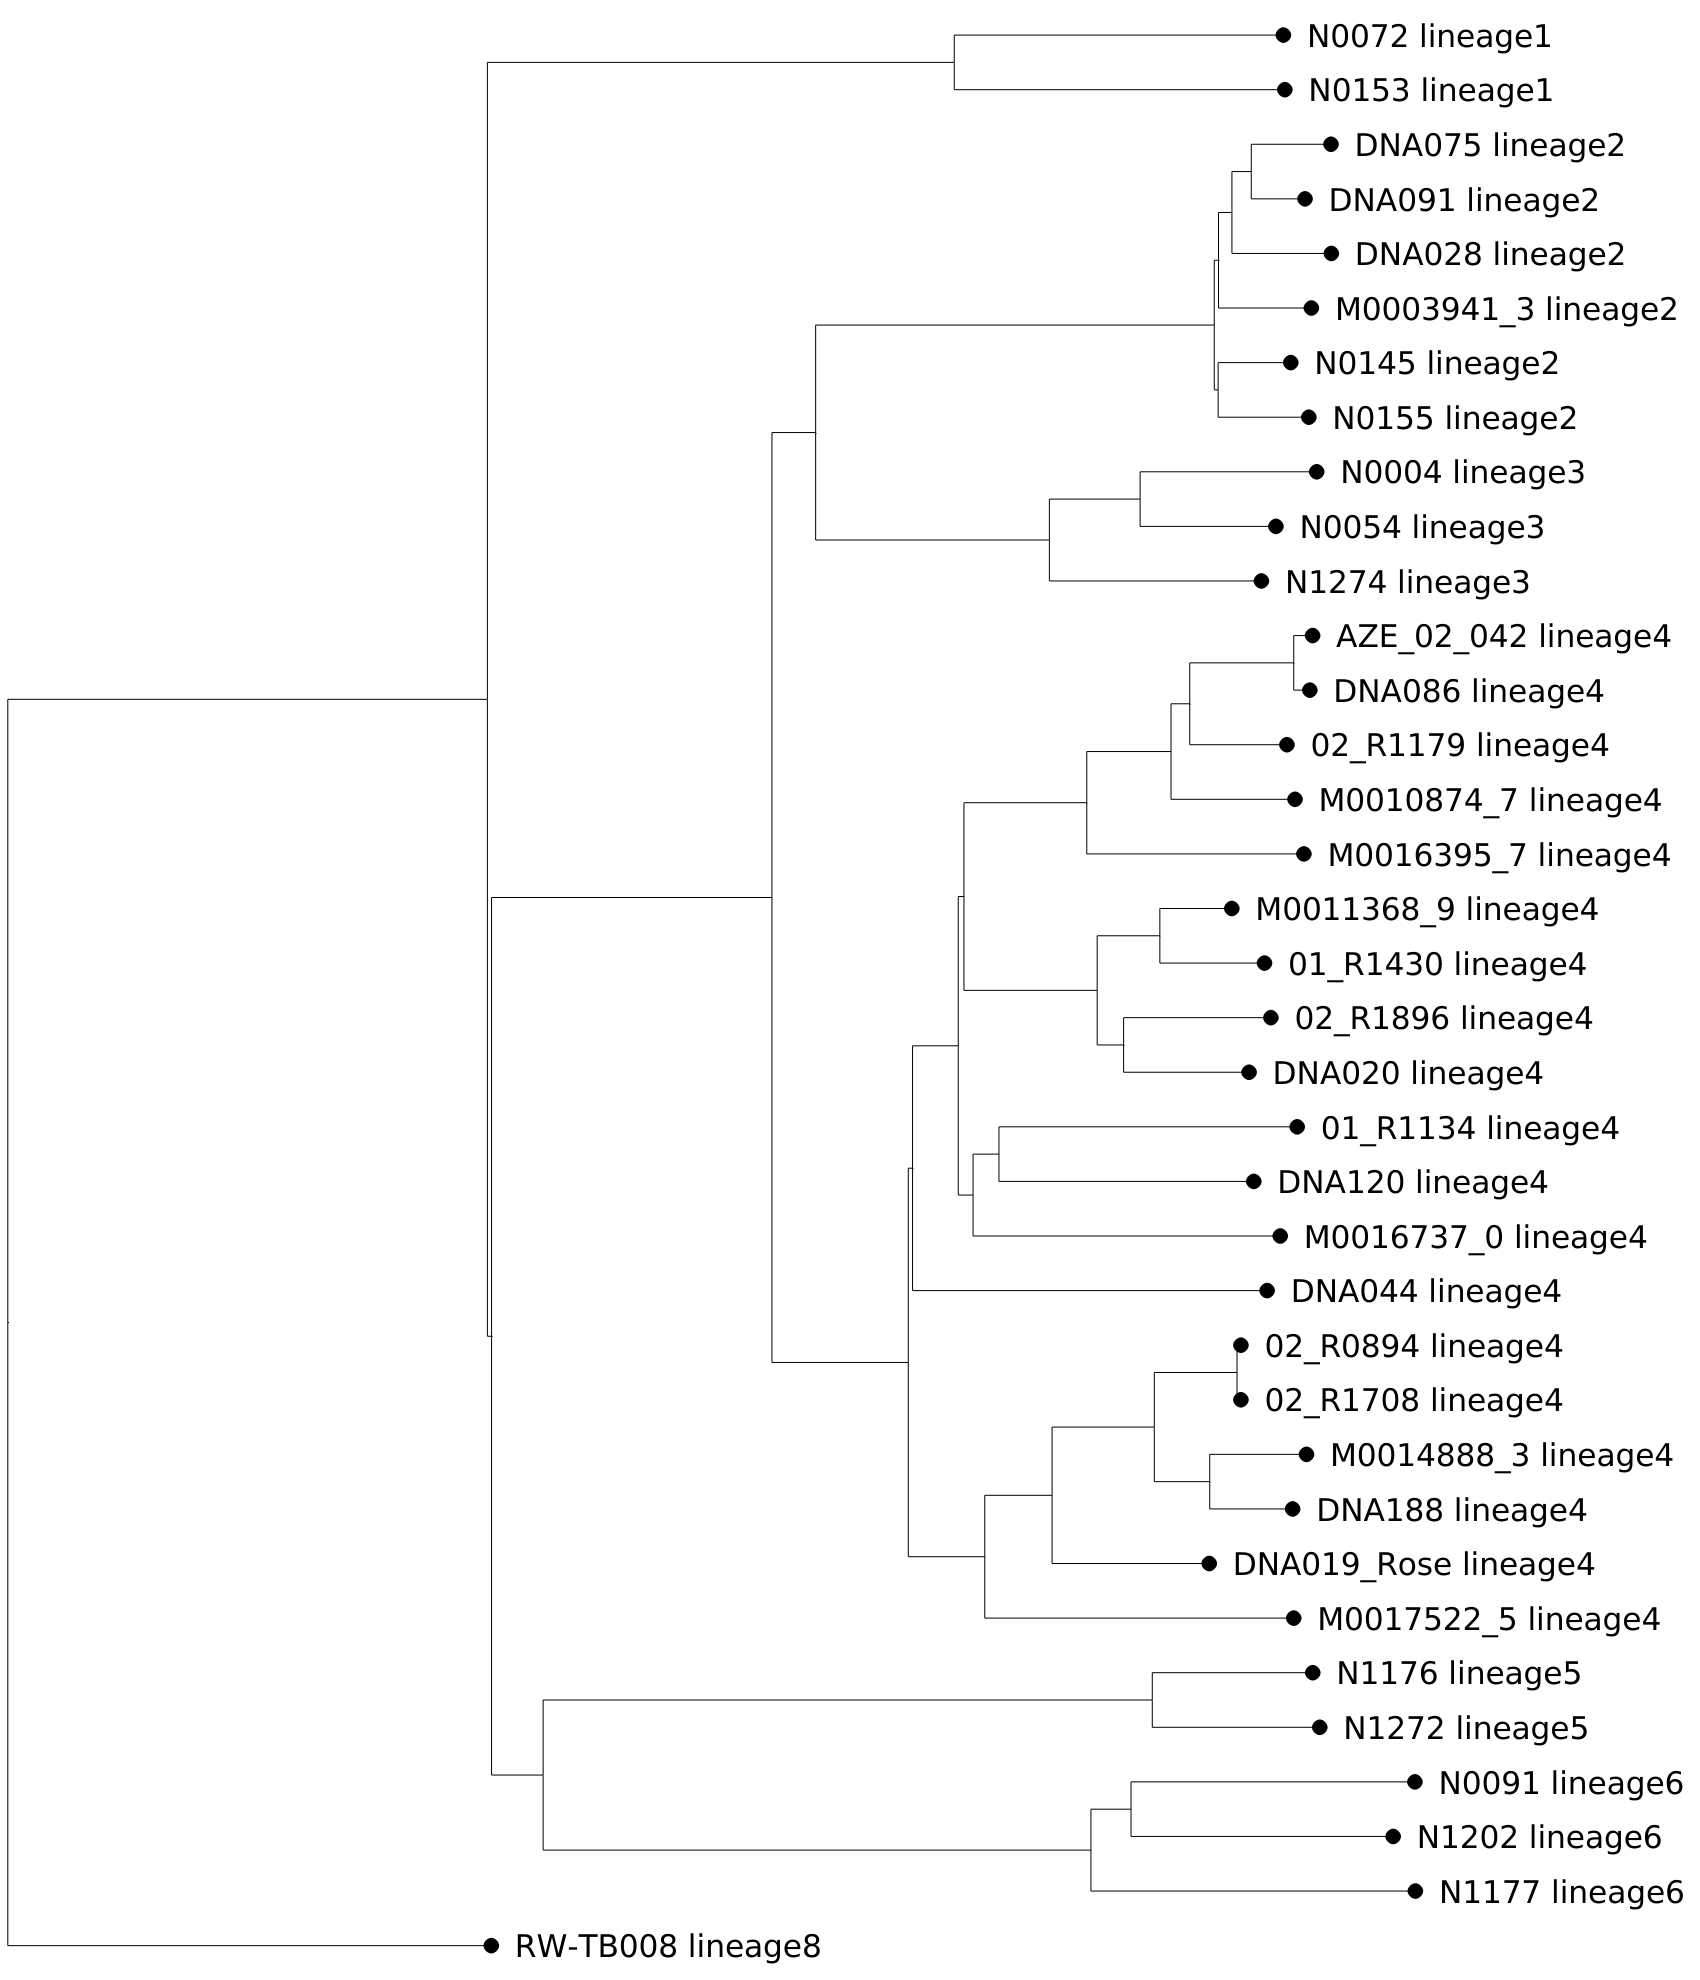 N0072 lineage1
N0153 lineage1
DNA075 lineage2
DNA091 lineage2
DNA028 lineage2
M0003941_3 lineage2
N0145 lineage2
N0155 lineage2
N0004 lineage3
N0054 lineage3
N1274 lineage3
AZE_02_042 lineage4
DNA086 lineage4
02_R1179 lineage4
M0010874_7 lineage4
M0016395_7 lineage4
M0011368_9 lineage4
01_R1430 lineage4
02_R1896 lineage4
DNA020 lineage4
01_R1134 lineage4
DNA120 lineage4
M0016737_0 lineage4
DNA044 lineage4
02_R0894 lineage4
02_R1708 lineage4
M0014888_3 lineage4
DNA188 lineage4
DNA019_Rose lineage4
M0017522_5 lineage4
N1176 lineage5
N1272 lineage5
N0091 lineage6
N1202 lineage6
N1177 lineage6
RW-TB008 lineage8